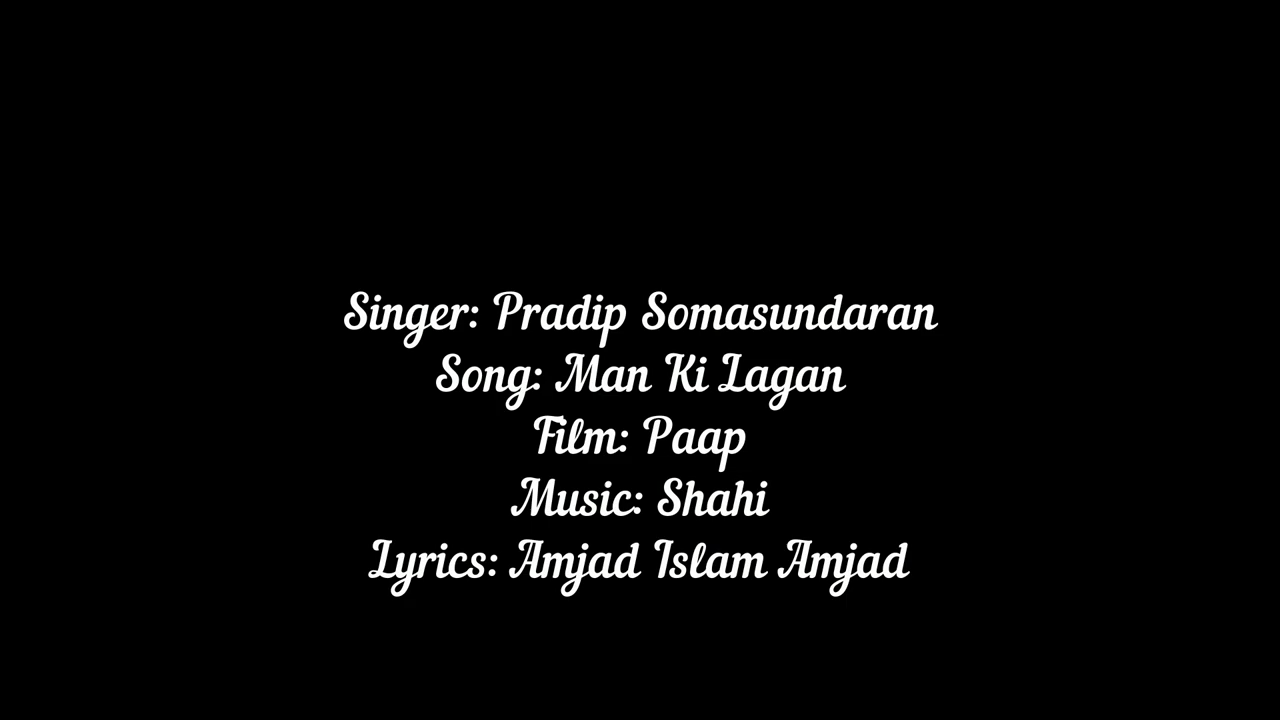 Singer: Pradip Somasundaran
Song: Man Ki Lagan
Film: Paap
Music: Shahi
Lyrics: Amjad Islam Amjad